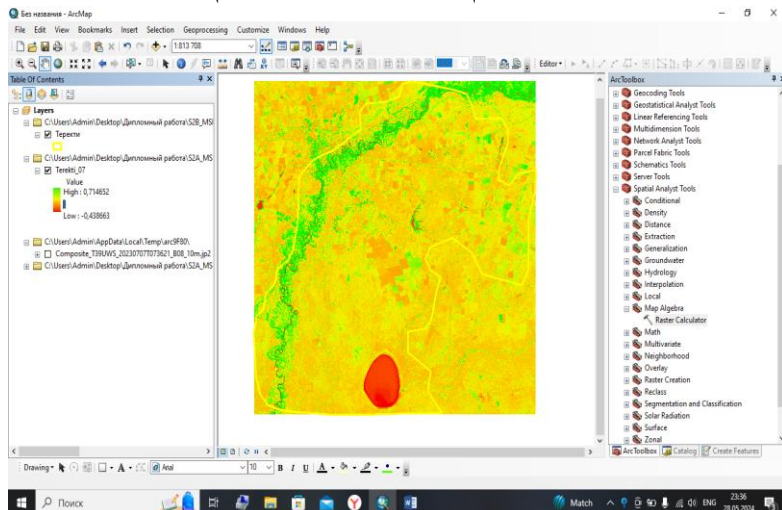 Без названия - ArcMap
File Edit View Bookmarks Insert Selection Geoprocessing Customize Windows Help
1:813 708
Editor
Table Of Contents
Layers
C:\Users\Admin\Desktop\Дипломный работа\S2B_MSI
Теректи
C:\Users\Admin\Desktop\Дипломный работа\S2A_MS
Terekti_07
Value
High : 0,714652
Low : -0,438663
C:\Users\Admin\AppData\Local\Temp\arc9F80\
Composite_T39UWS_20230707T073621_B08_10m.jp2
C:\Users\Admin\Desktop\Дипломный работа\S2A_MS
ArcToolbox
Geocoding Tools
Geostatistical Analyst Tools
Linear Referencing Tools
Multidimension Tools
Network Analyst Tools
Parcel Fabric Tools
Schematics Tools
Server Tools
Spatial Analyst Tools
Conditional
Density
Distance
Extraction
Generalization
Groundwater
Hydrology
Interpolation
Local
Map Algebra
Raster Calculator
Math
Multivariate
Neighborhood
Overlay
Raster Creation
Reclass
Segmentation and Classification
Solar Radiation
Surface
Zonal
ArcToolbox Catalog Create Features
Drawing Arial 10 B I U A
Поиск Match ENG 23:36
28.05.2024